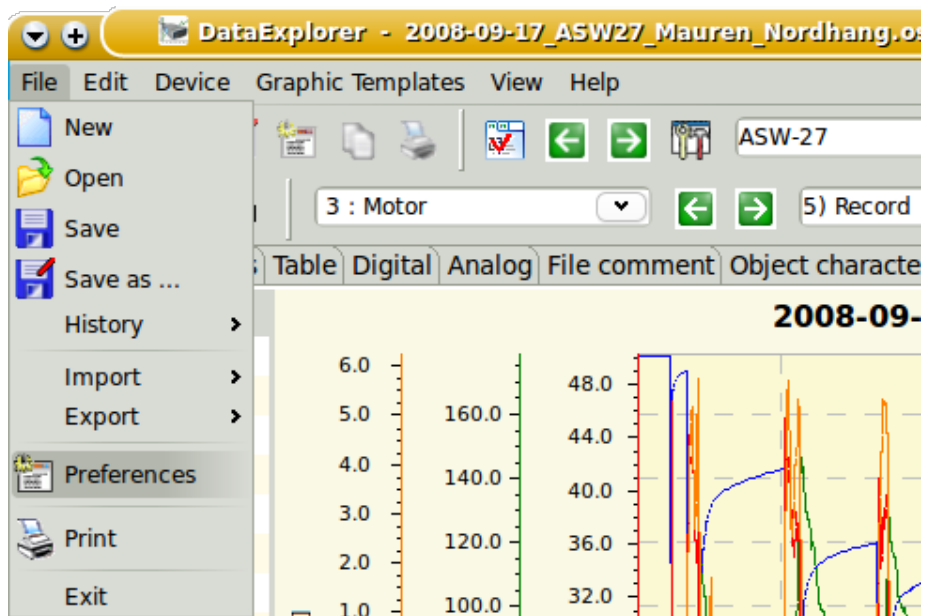 DataExplorer - 2008-09-17_ASW27_Mauren_Nordhang.os
File Edit Device Graphic Templates View Help
New
ASW-27
Open
3 : Motor
5) Record
Save
Table Digital Analog File comment Object characte
Save as ...
2008-09-
History
Import
Export
Preferences
Print
Exit
6.0
5.0
4.0
3.0
2.0
1.0
160.0
140.0
120.0
100.0
48.0
44.0
40.0
36.0
32.0